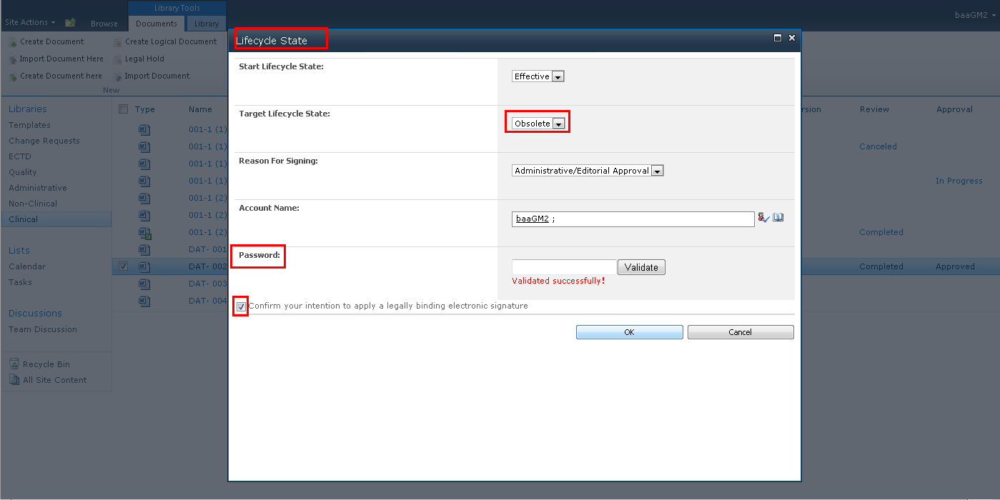 Library Tools
Site Actions
Browse
Documents
Library
baaGM2
Create Document
Create Logical Document
Import Document Here
Legal Hold
Create Document here
Import Document
New
Libraries
Templates
Change Requests
ECTD
Quality
Administrative
Non-Clinical
Clinical
Lists
Calendar
Tasks
Discussions
Team Discussion
Recycle Bin
All Site Content
Type Name
001-1 (1)
001-1 (1)
001-1 (1)
001-1 (1)
001-1 (2)
001-1 (2)
001-1 (2)
DAT- 001
DAT- 002
DAT- 003
DAT- 004
Lifecycle State
Start Lifecycle State:
Effective
Target Lifecycle State:
Obsolete
Reason For Signing:
Administrative/Editorial Approval
Account Name:
baaGM2 ;
Password:
Validate
Validated successfully!
Confirm your intention to apply a legally binding electronic signature
OK
Cancel
rsion Review Approval
Canceled
In Progress
Completed
Completed Approved